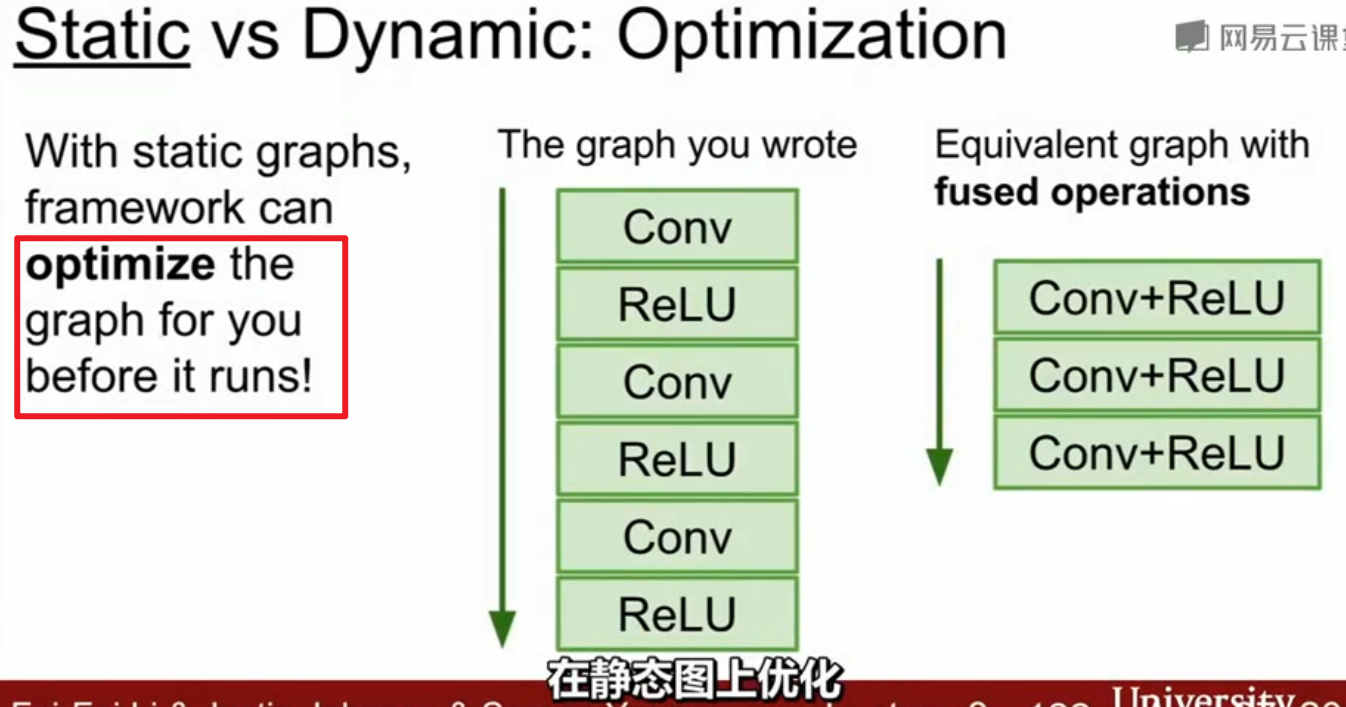 Static vs Dynamic: Optimization
网易云课
With static graphs,
framework can
optimize the
graph for you
before it runs!
The graph you wrote
Conv
ReLU
Conv
ReLU
Conv
ReLU
Equivalent graph with
fused operations
Conv+ReLU
Conv+ReLU
Conv+ReLU
在静态图上优化
University